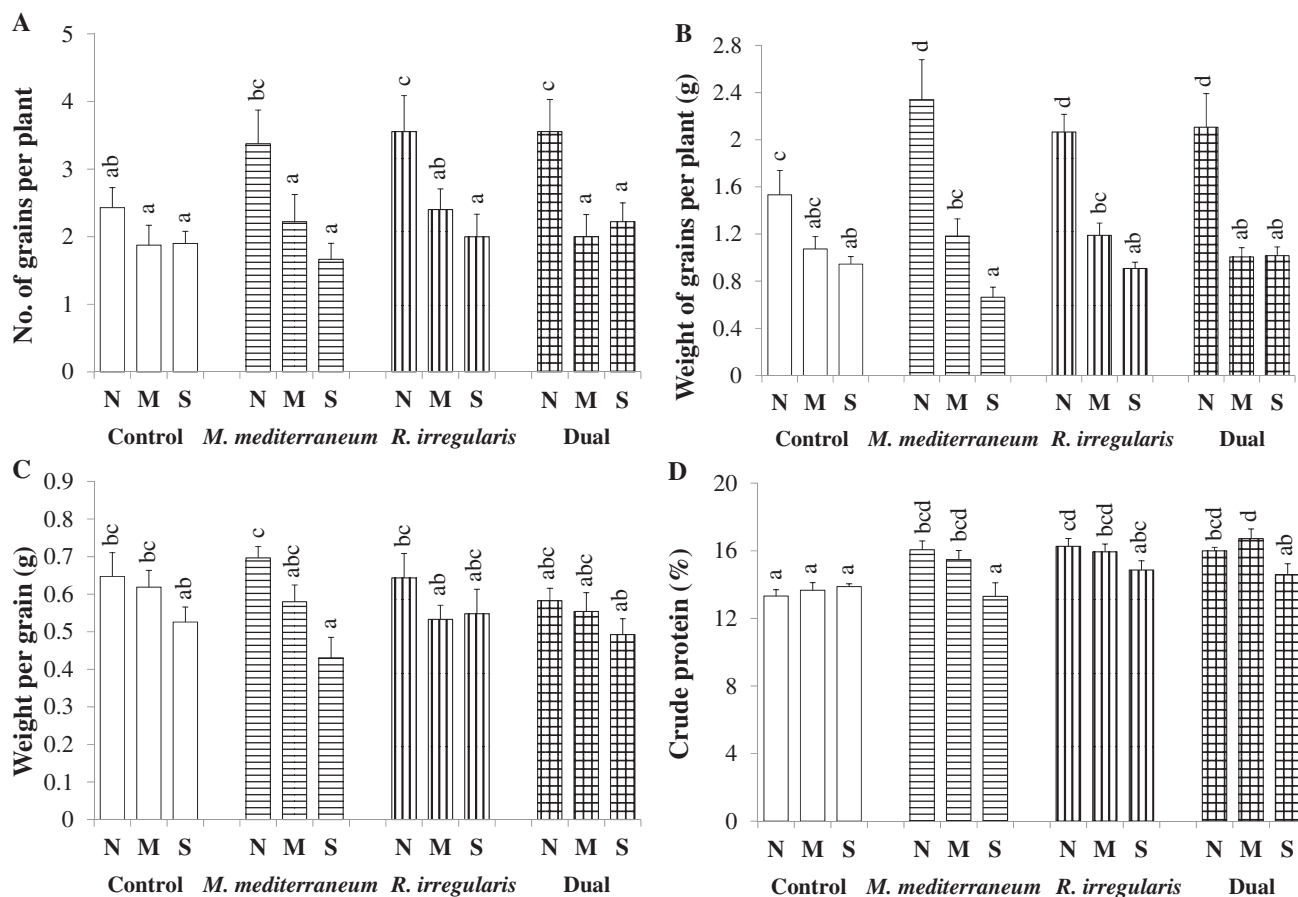 A
No. of grains per plant
5
4
3
2
1
0
ab
a
a
bc
a
a
c
ab
a
c
a
a
N M S N M S N M S N M S
Control M. mediterraneum R. irregularis Dual
B
Weight of grains per plant (g)
2.8
2.4
2
1.6
1.2
0.8
0.4
0
c
abc
ab
d
bc
a
d
bc
ab
d
ab
ab
N M S N M S N M S N M S
Control M. mediterraneum R. irregularis Dual
C
Weight per grain (g)
0.9
0.8
0.7
0.6
0.5
0.4
0.3
0.2
0.1
0
bc
bc
ab
c
abc
a
bc
ab
abc
abc
abc
ab
N M S N M S N M S N M S
Control M. mediterraneum R. irregularis Dual
D
Crude protein (%)
20
16
12
8
4
0
a
a
a
bcd
bcd
a
cd
bcd
abc
bcd
d
ab
N M S N M S N M S N M S
Control M. mediterraneum R. irregularis Dual